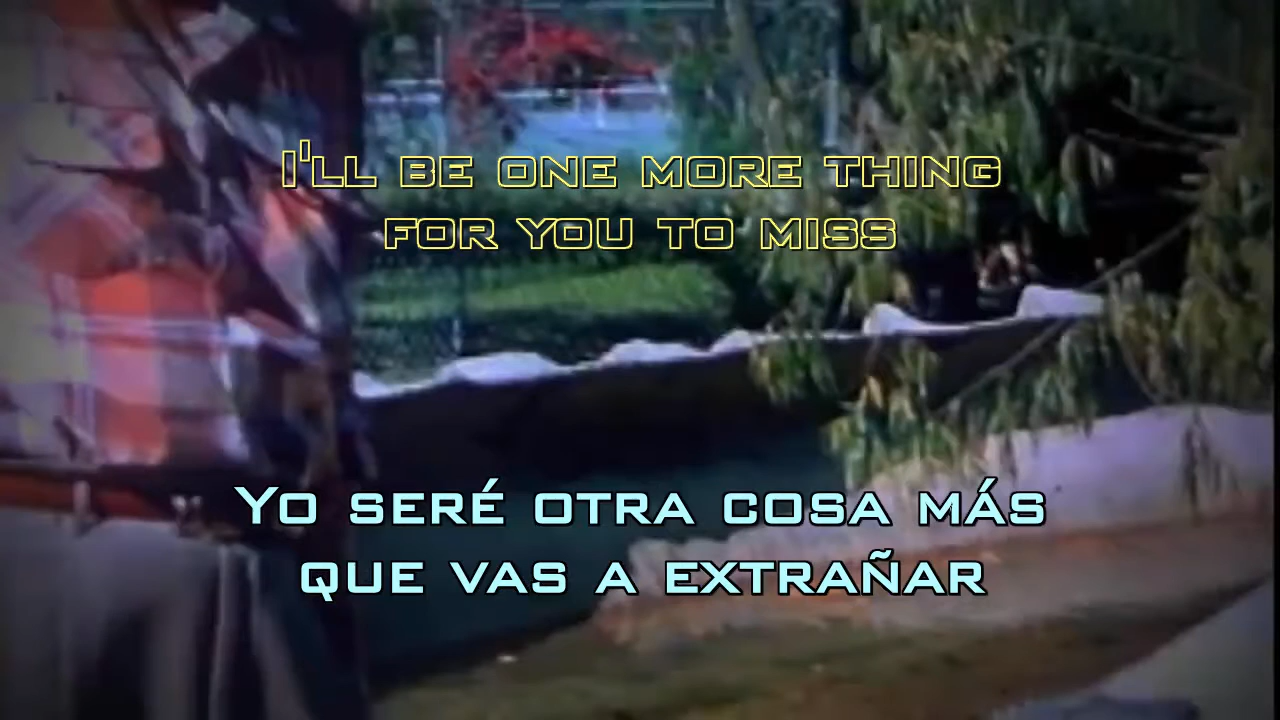 I'LL BE ONE MORE THING
FOR YOU TO MISS
YO SERÉ OTRA COSA MÁS
QUE VAS A EXTRAÑAR